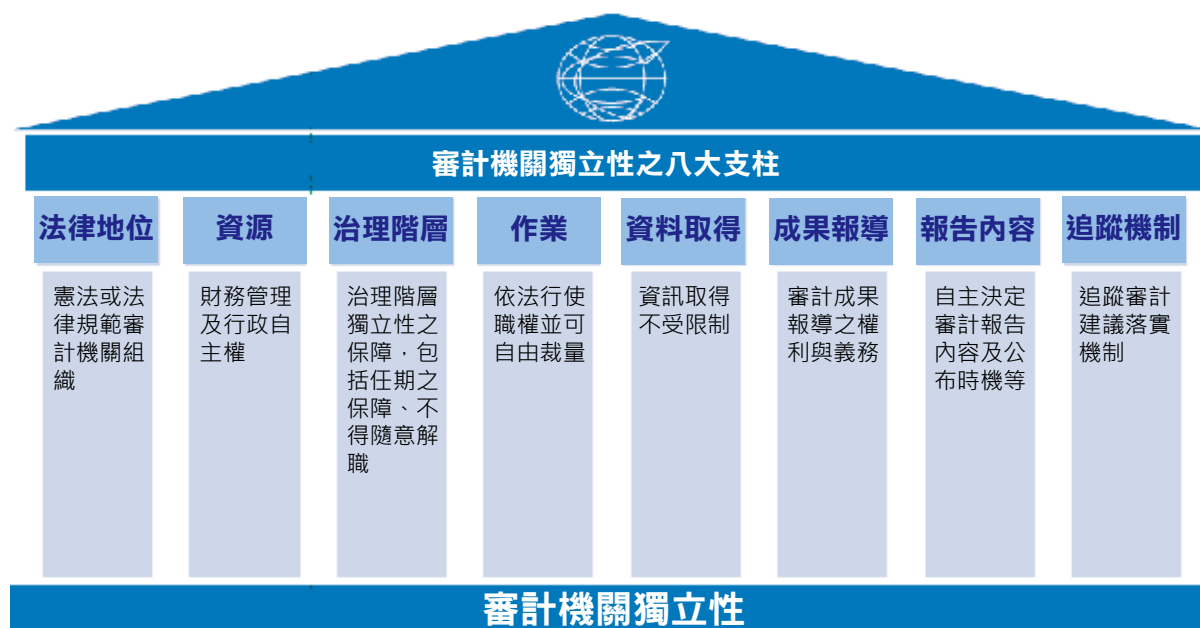 審計機關獨立性之八大支柱
法律地位
憲法或法
律規範審
計機關組
織
資源
財務管理
及行政自
主權
治理階層
治理階層
獨立性之
保障，包
括任期之
保障、不
得隨意解
職
作業
依法行使
職權並可
自由裁量
資料取得
資訊取得
不受限制
成果報導
審計成果
報導之權
利與義務
報告內容
自主決定
審計報告
內容及公
布時機等
追蹤機制
追蹤審計
建議落實
機制
審計機關獨立性